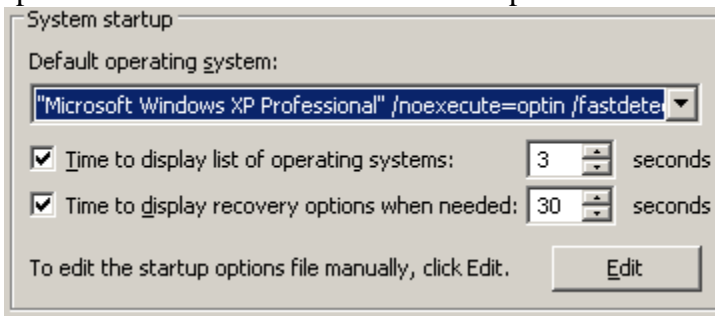 System startup
Default operating system:
"Microsoft Windows XP Professional" /noexecute=optin /fastdete
Time to display list of operating systems: 3 seconds
Time to display recovery options when needed: 30 seconds
To edit the startup options file manually, click Edit. Edit